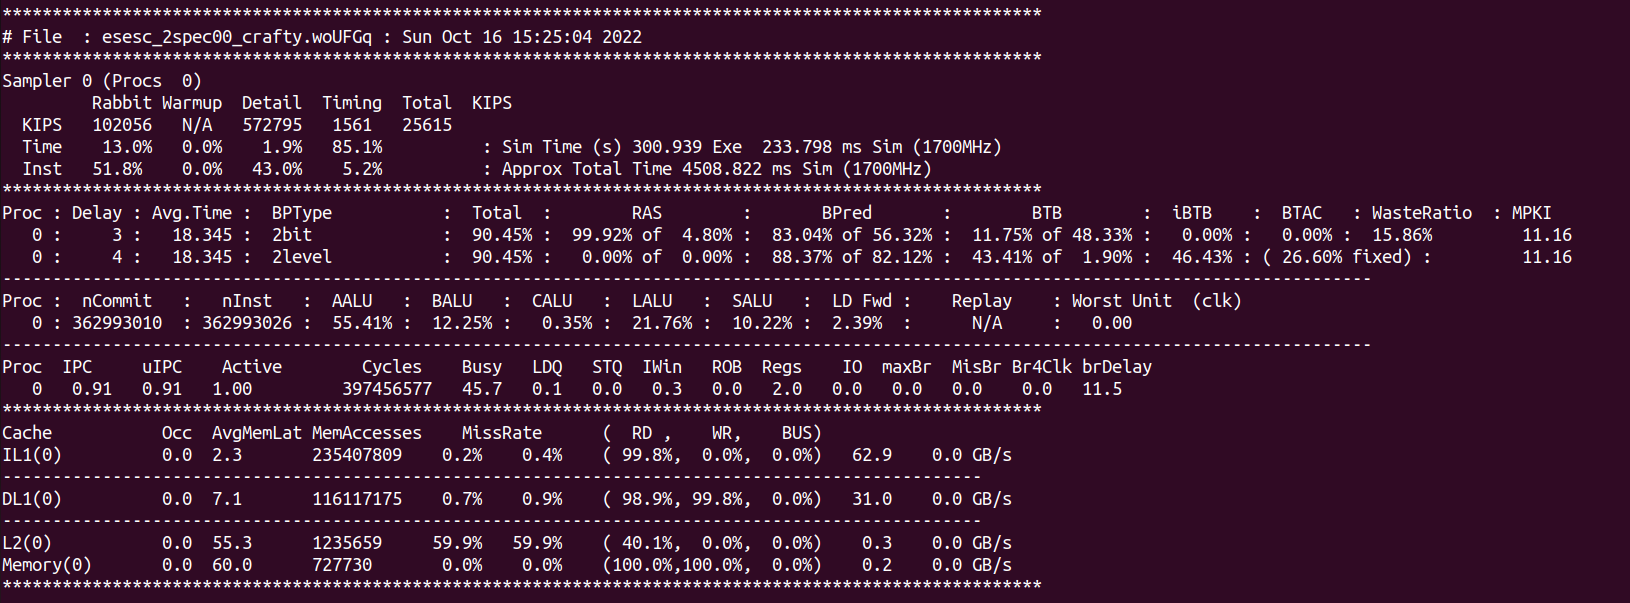 ********************************************************************************************************
# File  : esesc_2spec00_crafty.woUFGq : Sun Oct 16 15:25:04 2022
********************************************************************************************************
Sampler 0 (Procs  0)
         Rabbit Warmup  Detail  Timing  Total  KIPS
  KIPS   102056   N/A   572795   1561    25615
  Time    13.0%   0.0%    1.9%   85.1%          : Sim Time (s) 300.939 Exe  233.798 ms Sim (1700MHz)
  Inst   51.8%    0.0%   43.0%    5.2%          : Approx Total Time 4508.822 ms Sim (1700MHz)
********************************************************************************************************
Proc : Delay : Avg.Time :  BPType           :  Total  :        RAS        :       BPred       :        BTB        :  iBTB    :  BTAC   : WasteRatio  : MPKI
   0 :     3 :   18.345 :  2bit             :  90.45% :  99.92% of  4.80% :  83.04% of 56.32% :  11.75% of 48.33% :   0.00% :   0.00% :  15.86%         11.16
   0 :     4 :   18.345 :  2level           :  90.45% :   0.00% of  0.00% :  88.37% of 82.12% :  43.41% of  1.90% :  46.43% :( 26.60% fixed) :         11.16
-----------------------------------------------------------------------------------------------------------------------------------------
Proc :  nCommit   :   nInst   :  AALU   :  BALU   :  CALU   :  LALU   :  SALU   :  LD Fwd :    Replay    : Worst Unit  (clk)
   0 : 362993010  : 362993026 :  55.41% :  12.25% :   0.35% :  21.76% :  10.22% :  2.39%  :      N/A     :   0.00
-----------------------------------------------------------------------------------------------------------------------------------------
Proc  IPC     uIPC    Active          Cycles    Busy   LDQ   STQ  IWin   ROB  Regs    IO  maxBr  MisBr Br4Clk brDelay
   0   0.91   0.91    1.00         397456577   45.7   0.1   0.0   0.3   0.0   2.0   0.0   0.0   0.0    0.0   11.5
********************************************************************************************************
Cache           Occ  AvgMemLat MemAccesses    MissRate      (  RD ,    WR,    BUS)
IL1(0)          0.0  2.3       235407809    0.2%    0.4%    ( 99.8%,  0.0%,  0.0%)   62.9    0.0 GB/s
--------------------------------------------------------------------------------------------------
DL1(0)          0.0  7.1       116117175    0.7%    0.9%    ( 98.9%, 99.8%,  0.0%)   31.0    0.0 GB/s
--------------------------------------------------------------------------------------------------
L2(0)           0.0  55.3      1235659     59.9%   59.9%    ( 40.1%,  0.0%,  0.0%)    0.3    0.0 GB/s
Memory(0)       0.0  60.0      727730       0.0%    0.0%    (100.0%,100.0%,  0.0%)    0.2    0.0 GB/s
********************************************************************************************************